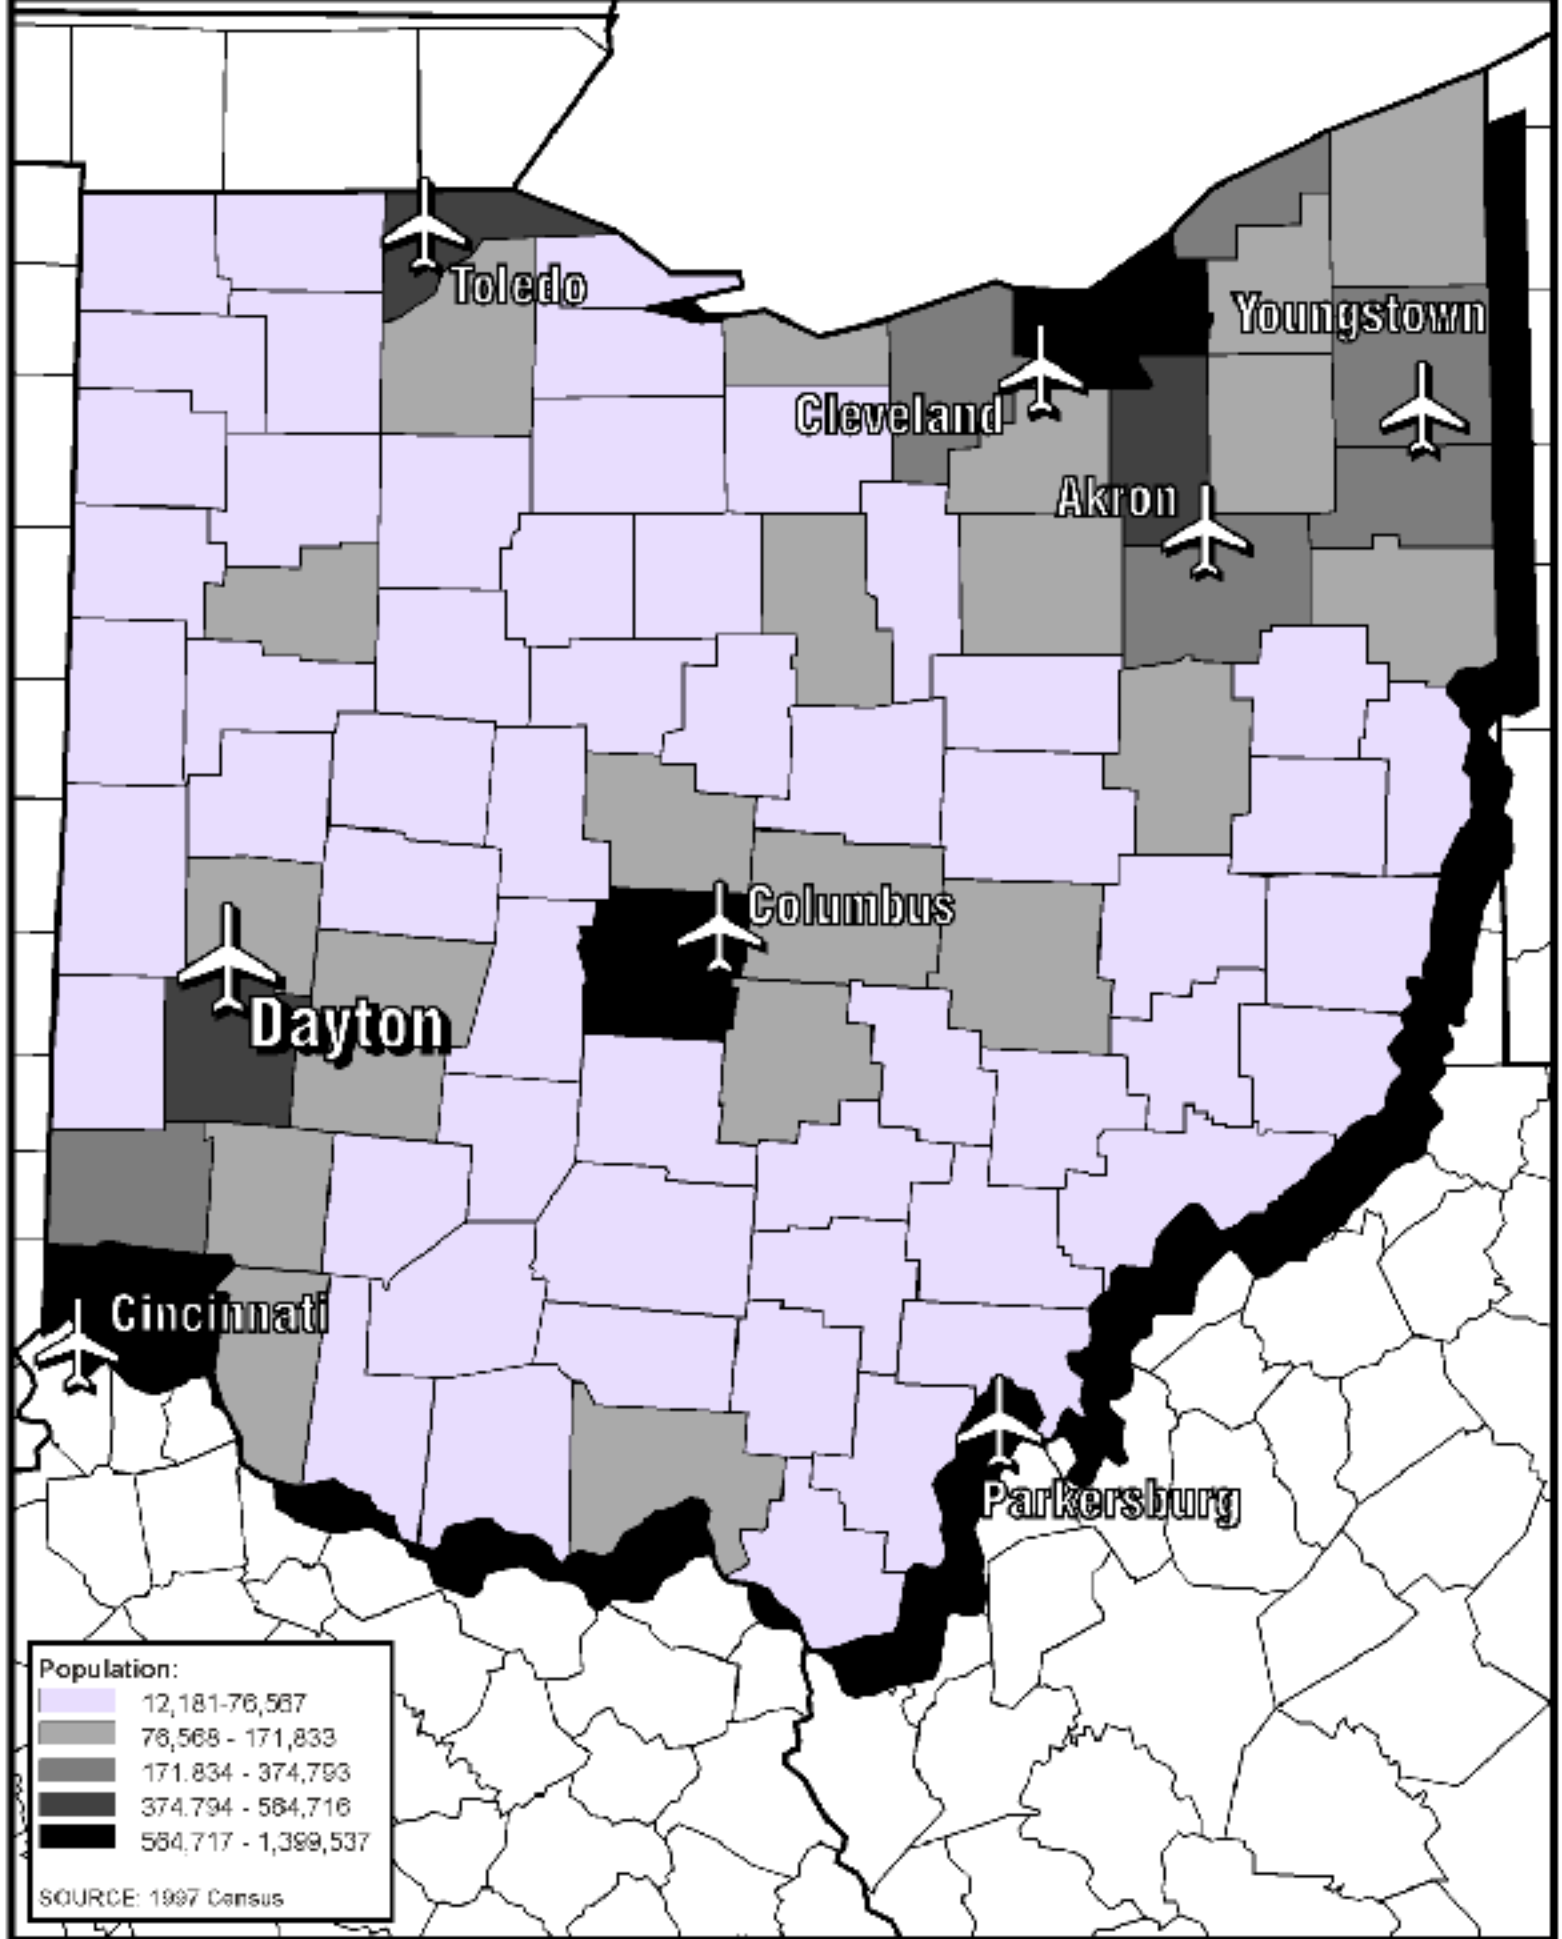 Toledo
Youngstown
Cleveland
Akron
Columbus
Dayton
Cincinnati
Parkersburg
Population:
12,181-76,567
76,568 - 171,833
171.834 - 374,793
374.794 - 564,716
564,717 - 1,399,537
SOURCE: 1997 Census